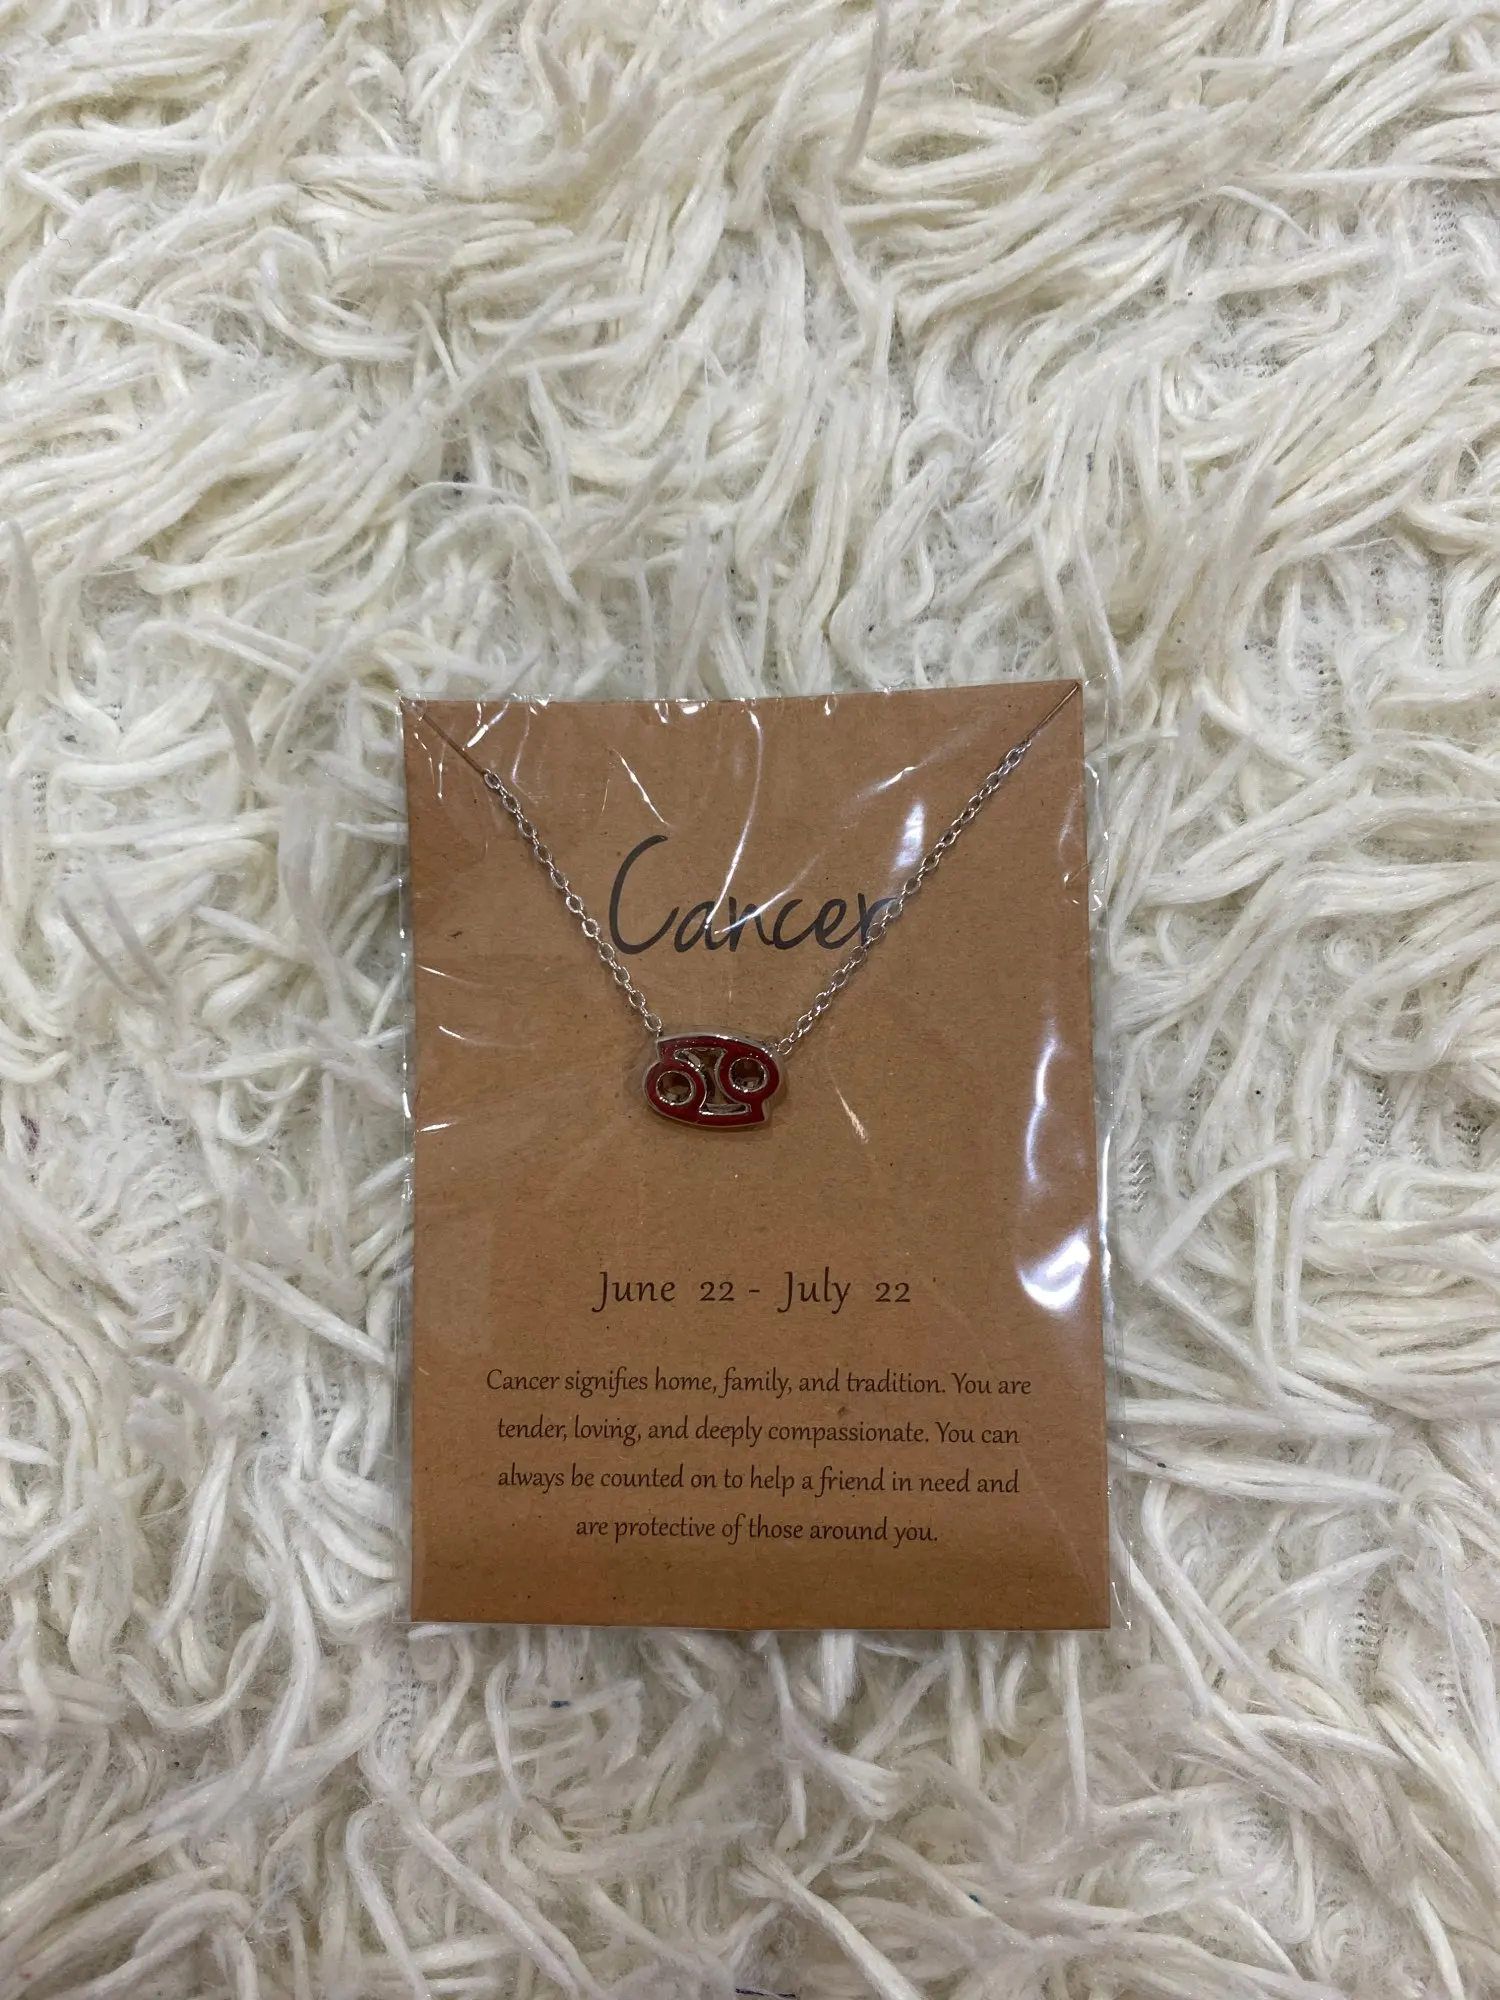 Cancer
June 22 - July 22
Cancer signifies home, family, and tradition. You are
tender, loving, and deeply compassionate. You can
always be counted on to help a friend in need and
are protective of those around you.